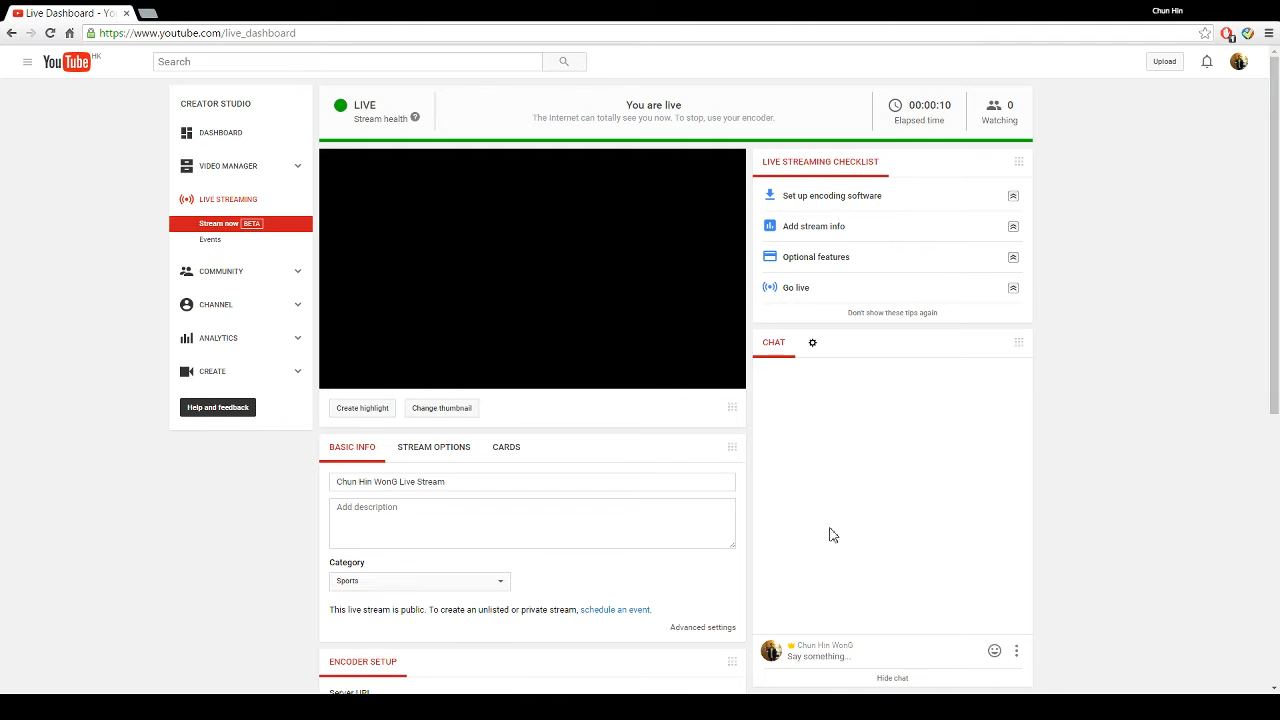 Live Dashboard - Yo
Chun Hin
https://www.youtube.com/live_dashboard
YouTube HK
Search
Upload
CREATOR STUDIO
DASHBOARD
VIDEO MANAGER
LIVE STREAMING
Stream now BETA
Events
COMMUNITY
CHANNEL
ANALYTICS
CREATE
Help and feedback
LIVE
Stream health ?
You are live
The Internet can totally see you now. To stop, use your encoder.
00:00:10
Elapsed time
0
Watching
Create highlight
Change thumbnail
BASIC INFO STREAM OPTIONS CARDS
Chun Hin WonG Live Stream
Add description
Category
Sports
This live stream is public. To create an unlisted or private stream, schedule an event.
Advanced settings
ENCODER SETUP
Server URL
LIVE STREAMING CHECKLIST
Set up encoding software
Add stream info
Optional features
Go live
Don't show these tips again
CHAT
Chun Hin WonG
Say something...
Hide chat